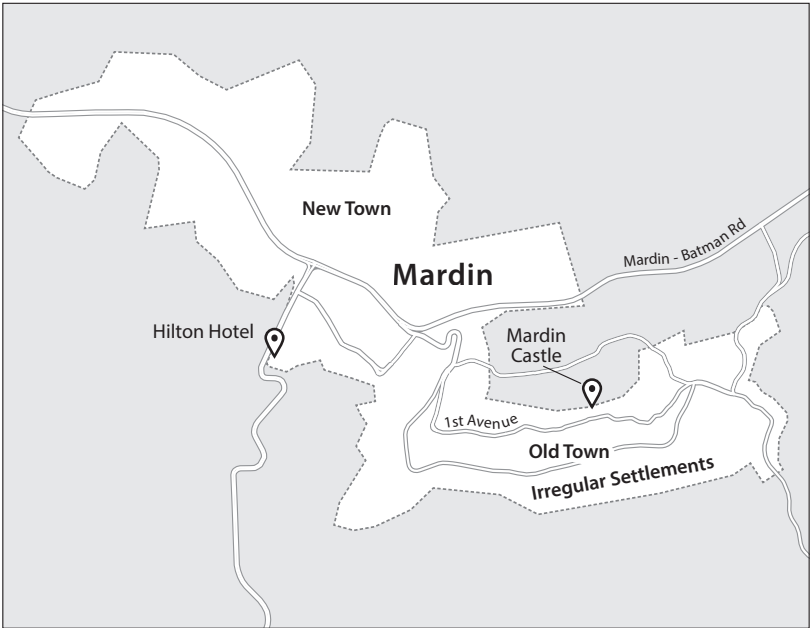 New Town
Mardin - Batman Rd
Mardin
Hilton Hotel
Mardin
Castle
1st Avenue
Old Town
Irregular Settlements